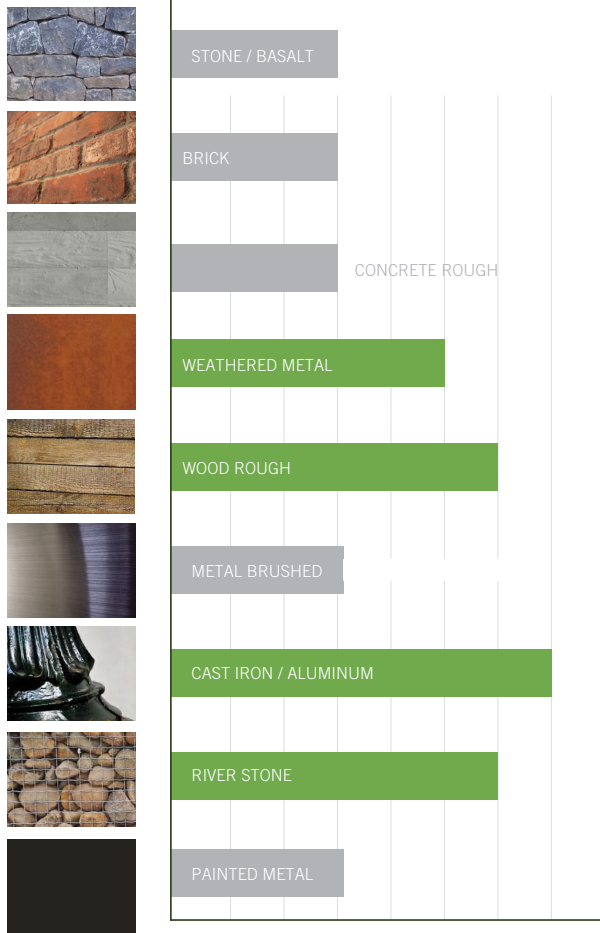 STONE / BASALT
BRICK
CONCRETE ROUGH
WEATHERED METAL
WOOD ROUGH
METAL BRUSHED
CAST IRON / ALUMINUM
RIVER STONE
PAINTED METAL